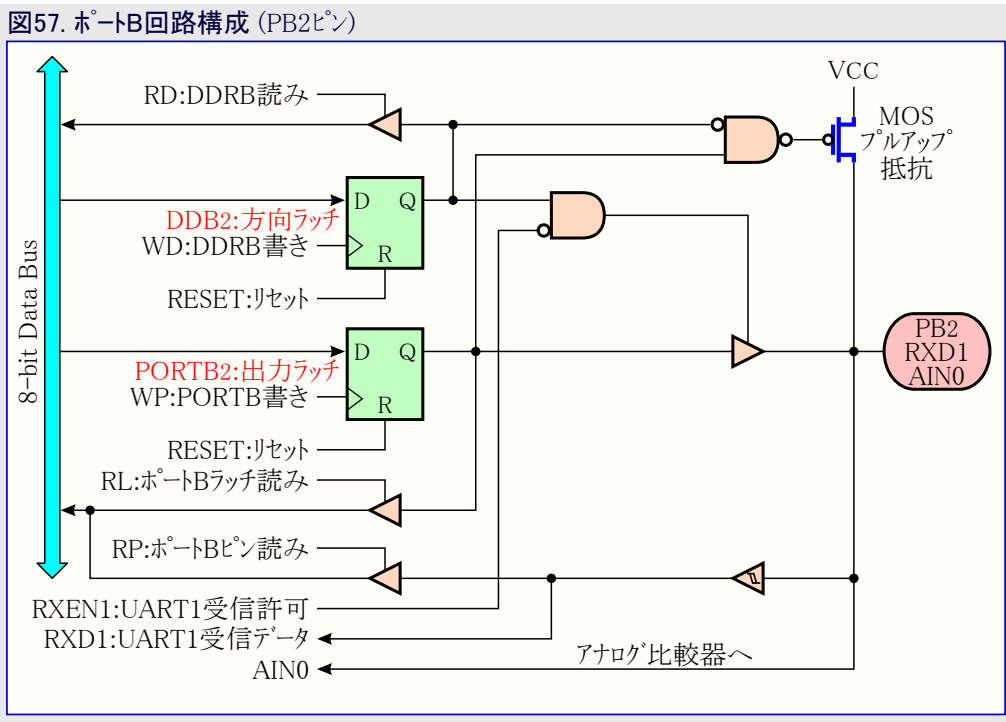 図57. ﾎﾟｰﾄB回路構成 (PB2ﾋﾟﾝ)
VCC
RD:DDRB読み
MOS
ﾌﾟﾙｱｯﾌﾟ
抵抗
D Q
DDB2:方向ﾗｯﾁ
WD:DDRB書き
R
RESET:ﾘｾｯﾄ
8-bit Data Bus
D Q
PORTB2:出力ﾗｯﾁ
WP:PORTB書き
R
PB2
RXD1
AIN0
RESET:ﾘｾｯﾄ
RL:ﾎﾟｰﾄBﾗｯﾁ読み
RP:ﾎﾟｰﾄBﾋﾟﾝ読み
RXEN1:UART1受信許可
RXD1:UART1受信ﾃﾞｰﾀ
ｱﾅﾛｸﾞ比較器へ
AIN0